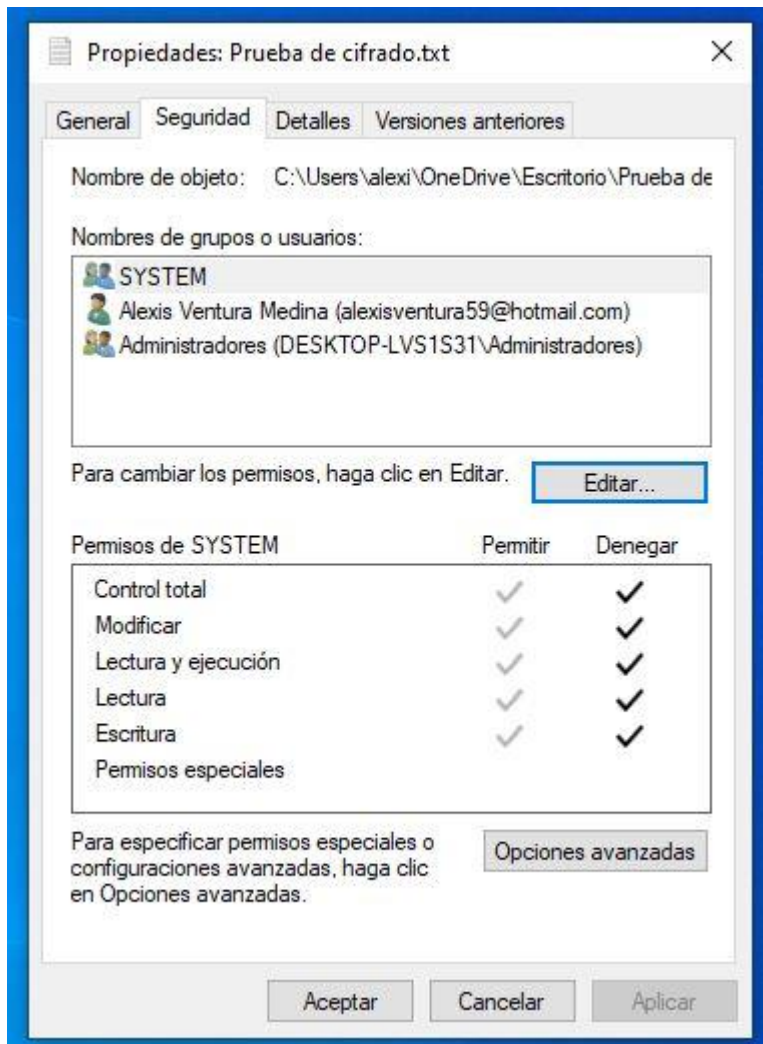 Propiedades: Prueba de cifrado.txt
General Seguridad Detalles Versiones anteriores
Nombre de objeto: C:\Users\alexi\OneDrive\Escritorio\Prueba de
Nombres de grupos o usuarios:
SYSTEM
Alexis Ventura Medina (alexisventura59@hotmail.com)
Administradores (DESKTOP-LVS1S31\Administradores)
Para cambiar los permisos, haga clic en Editar. Editar...
Permisos de SYSTEM Permitir Denegar
Control total
Modificar
Lectura y ejecución
Lectura
Escritura
Permisos especiales
Para especificar permisos especiales o
configuraciones avanzadas, haga clic
en Opciones avanzadas.
Opciones avanzadas
Aceptar Cancelar Aplicar